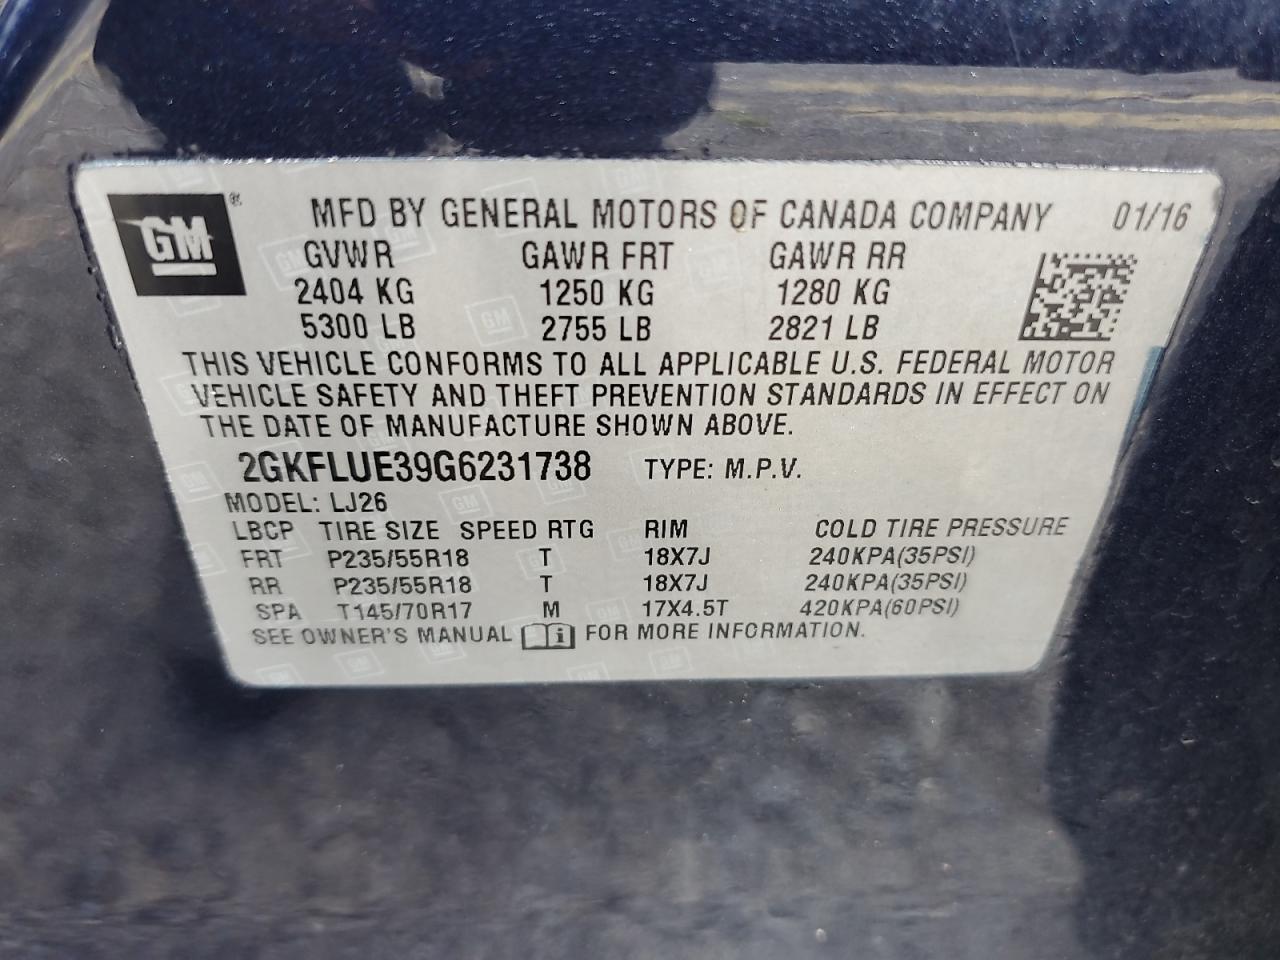 GM®
MFD BY GENERAL MOTORS OF CANADA COMPANY 01/16
GVWR GAWR FRT GAWR RR
2404 KG 1250 KG 1280 KG
5300 LB 2755 LB 2821 LB
THIS VEHICLE CONFORMS TO ALL APPLICABLE U.S. FEDERAL MOTOR
VEHICLE SAFETY AND THEFT PREVENTION STANDARDS IN EFFECT ON
THE DATE OF MANUFACTURE SHOWN ABOVE.
2GKFLUE39G6231738 TYPE: M.P.V.
MODEL: LJ26
LBCP TIRE SIZE SPEED RTG RIM COLD TIRE PRESSURE
FRT P235/55R18 T 18X7J 240KPA(35PSI)
RR P235/55R18 T 18X7J 240KPA(35PSI)
SPA T145/70R17 M 17X4.5T 420KPA(60PSI)
SEE OWNER'S MANUAL i FOR MORE INFORMATION.